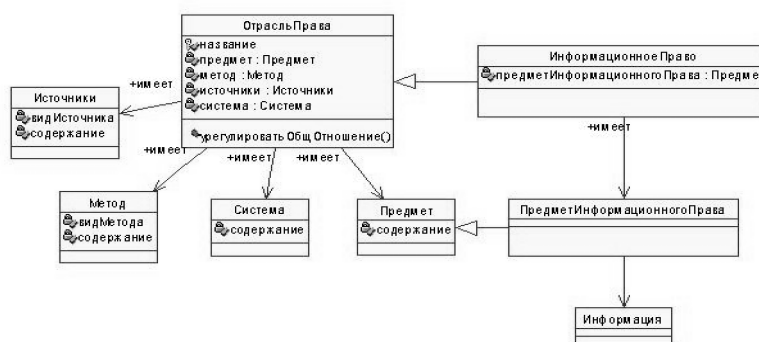 ОтрасльПрава
название
предмет : Предмет
метод : Метод
источники : Источники
система : Система
урегулироватьОбщОтношение()
ИнформационноеПраво
предметИнформационногоПрава : Предме
Источники
видИсточника
содержание
+имеет
+имеет
+имеет
+имеет
+имеет
Метод
видМетода
содержание
Система
содержание
Предмет
содержание
ПредметИнформационногоПрава
Информация